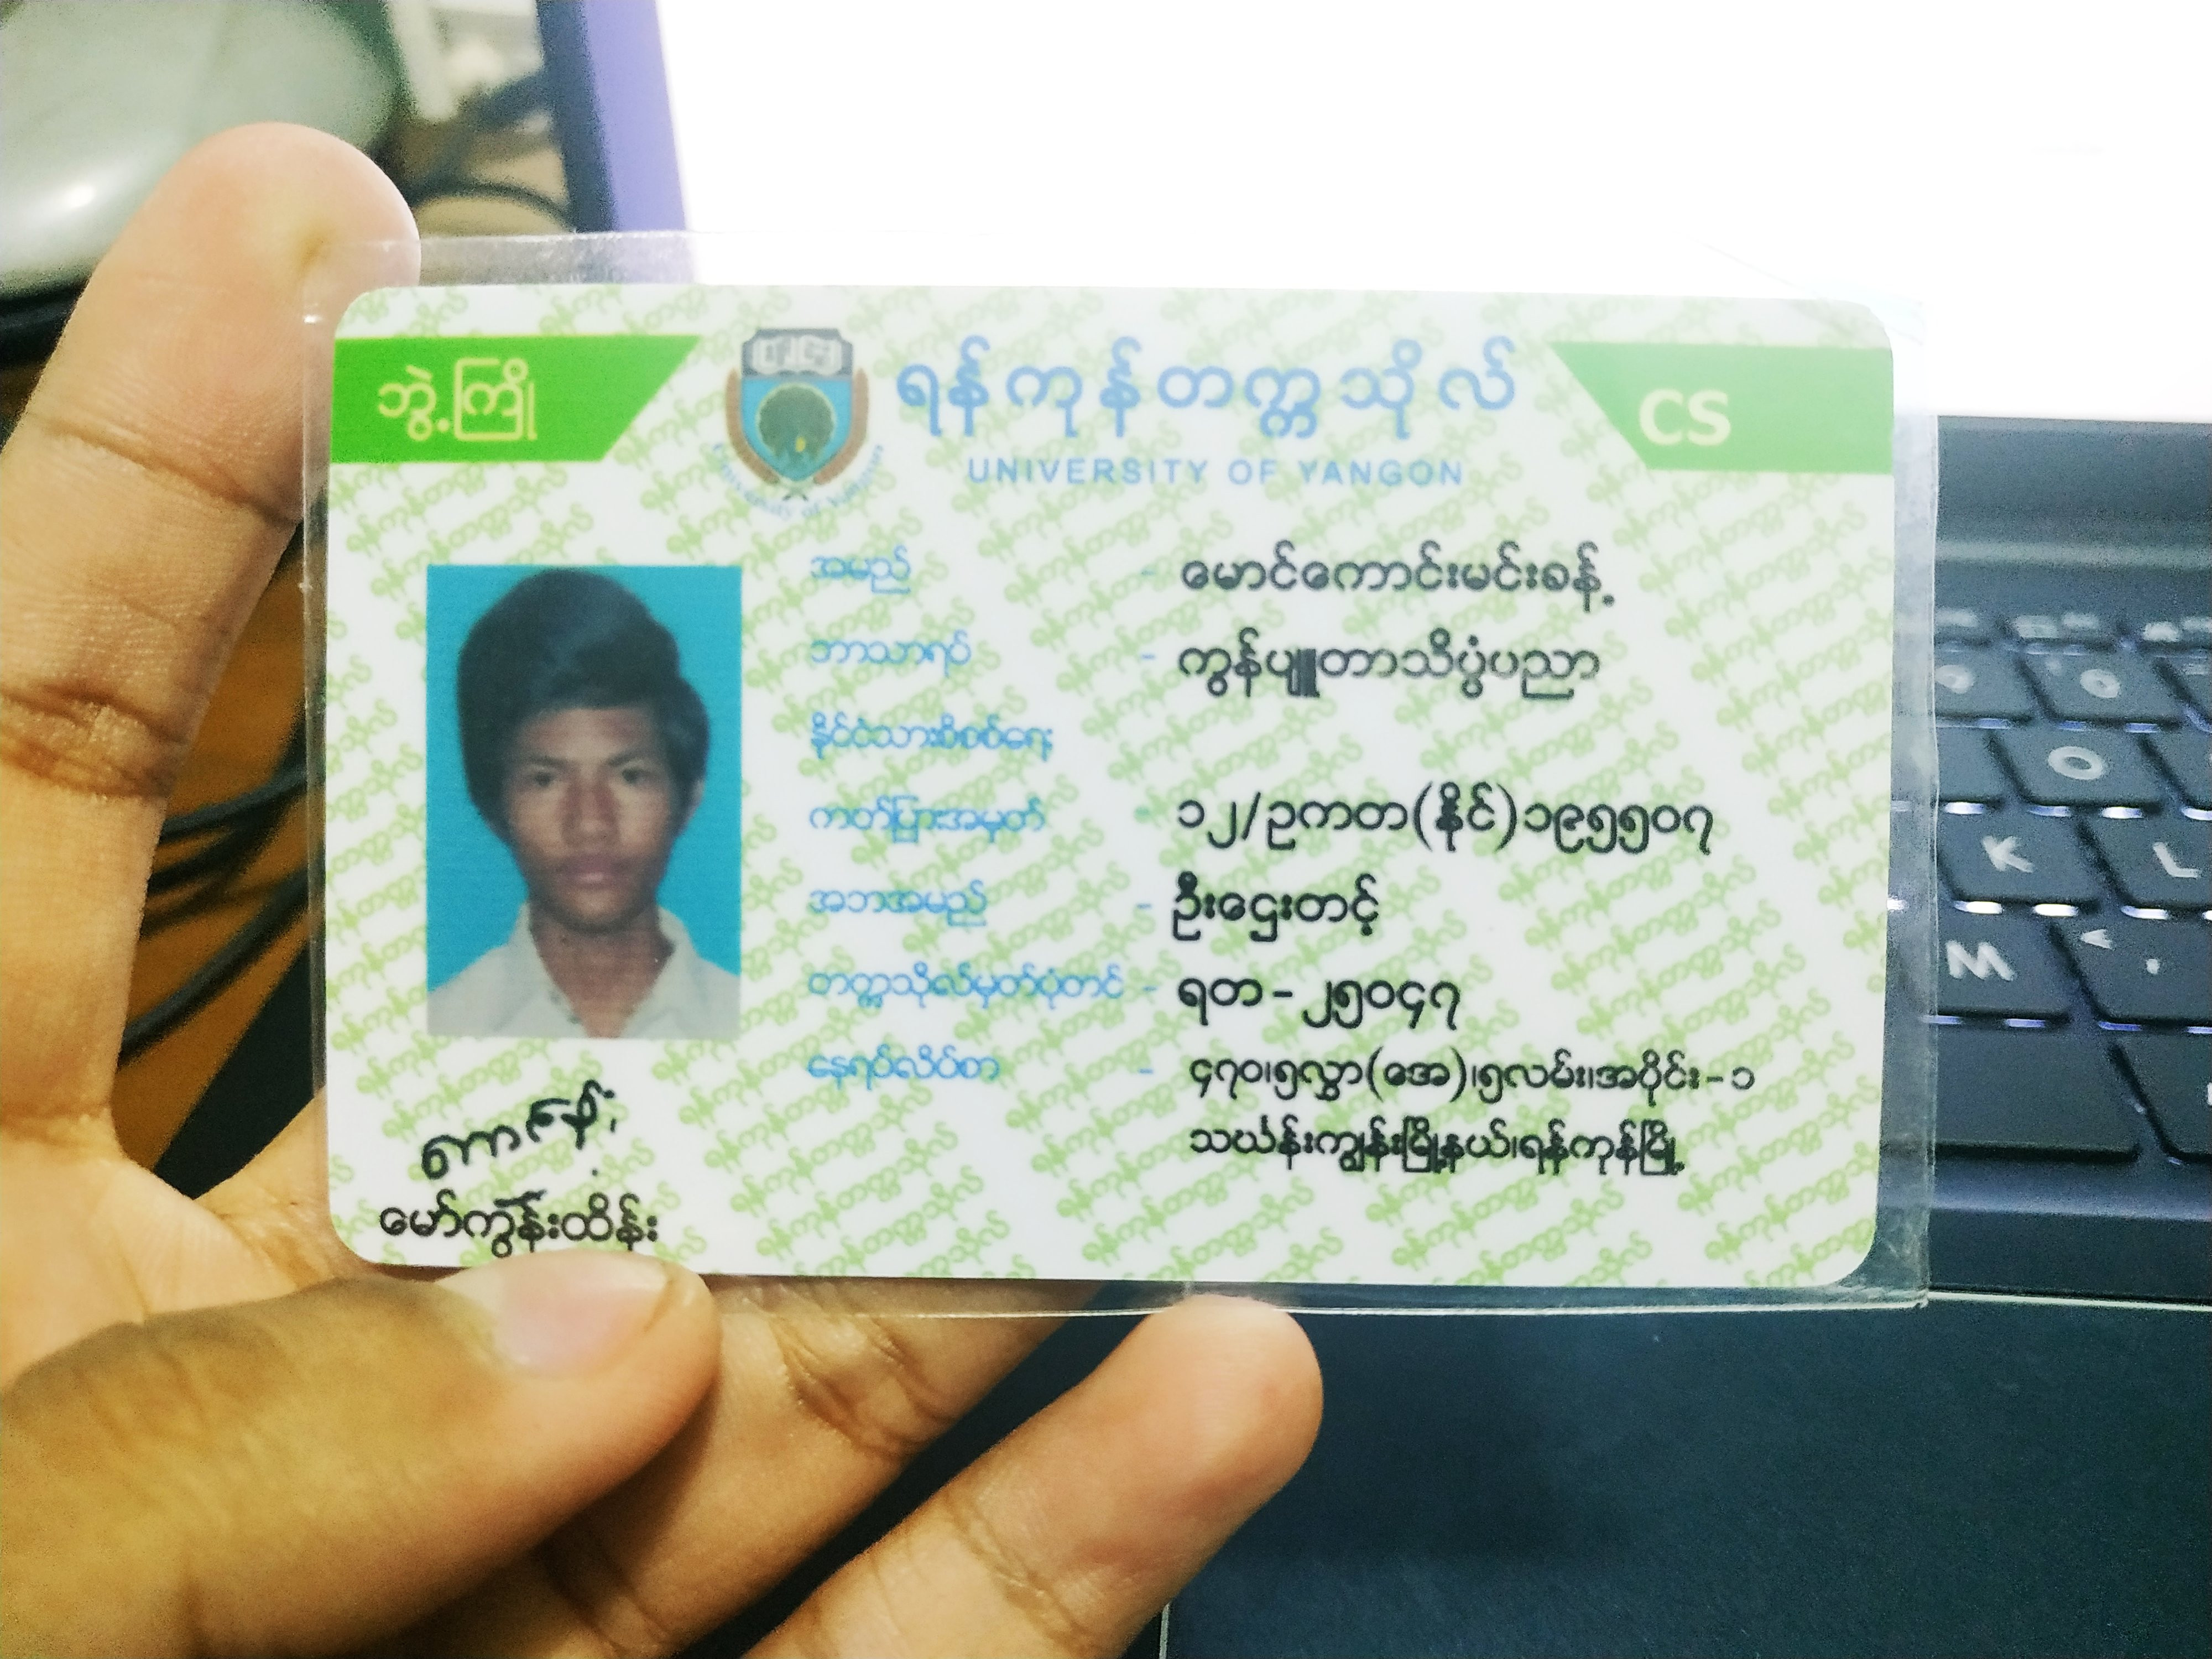 ဘွဲ့ကြို
ရန်ကုန်တက္ကသိုလ်
UNIVERSITY OF YANGON
CS
University of Yangon
အမည် - မောင်ကောင်းမင်းခန့်
ဘာသာရပ် - ကွန်ပျူတာသိပ္ပံပညာ
နိုင်ငံသားစိစစ်ရေး
ကတ်ပြားအမှတ် - ၁၂/ဥကတ(နိုင်)၁၉၅၅၀၇
အဘအမည် - ဦးဌေးတင့်
တက္ကသိုလ်မှတ်ပုံတင် - ရတ-၂၅၀၄၇
နေရပ်လိပ်စာ - ၄၇၀၊၅လွှာ(အေ)၊၅လမ်း၊အပိုင်း-၁
သင်္ဃန်းကျွန်းမြို့နယ်၊ရန်ကုန်မြို့
မော်ကွန်းထိန်း
O
K
L
M
<
,